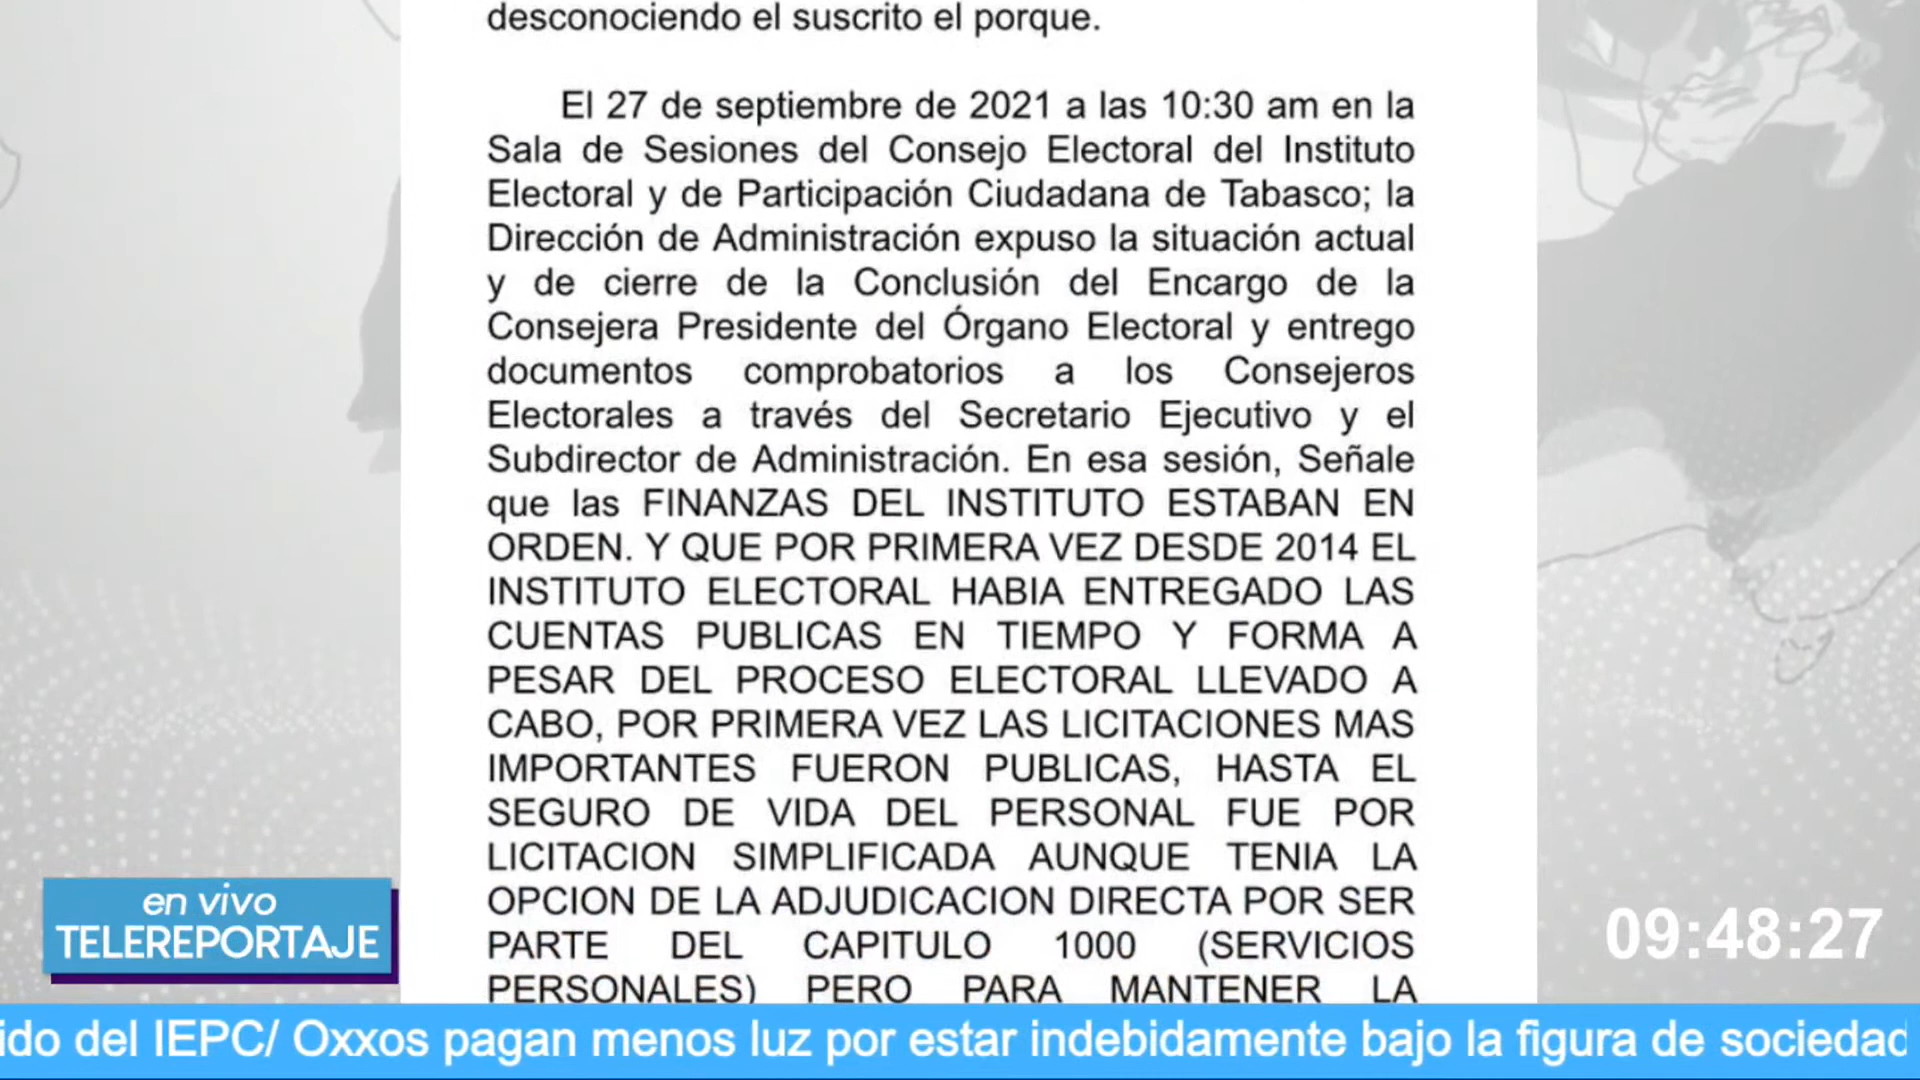 desconociendo el suscrito el porque.
El 27 de septiembre de 2021 a las 10:30 am en la
Sala de Sesiones del Consejo Electoral del Instituto
Electoral y de Participación Ciudadana de Tabasco; la
Dirección de Administración expuso la situación actual
y de cierre de la Conclusión del Encargo de la
Consejera Presidente del Órgano Electoral y entrego
documentos comprobatorios a los Consejeros
Electorales a través del Secretario Ejecutivo y el
Subdirector de Administración. En esa sesión, Señale
que las FINANZAS DEL INSTITUTO ESTABAN EN
ORDEN. Y QUE POR PRIMERA VEZ DESDE 2014 EL
INSTITUTO ELECTORAL HABIA ENTREGADO LAS
CUENTAS PUBLICAS EN TIEMPO Y FORMA A
PESAR DEL PROCESO ELECTORAL LLEVADO A
CABO, POR PRIMERA VEZ LAS LICITACIONES MAS
IMPORTANTES FUERON PUBLICAS, HASTA EL
SEGURO DE VIDA DEL PERSONAL FUE POR
LICITACION SIMPLIFICADA AUNQUE TENIA LA
OPCION DE LA ADJUDICACION DIRECTA POR SER
PARTE DEL CAPITULO 1000 (SERVICIOS
PERSONALES) PERO PARA MANTENER LA
en vivo
TELEREPORTAJE
09:48:27
ido del IEPC/ Oxxos pagan menos luz por estar indebidamente bajo la figura de sociedad